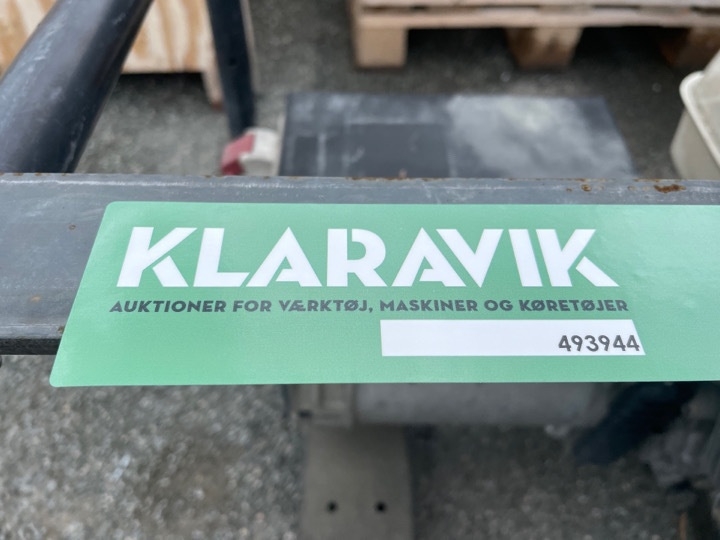 KLARAVIK
AUKTIONER FOR VÆRKTØJ, MASKINER OG KØRETØJER
493944